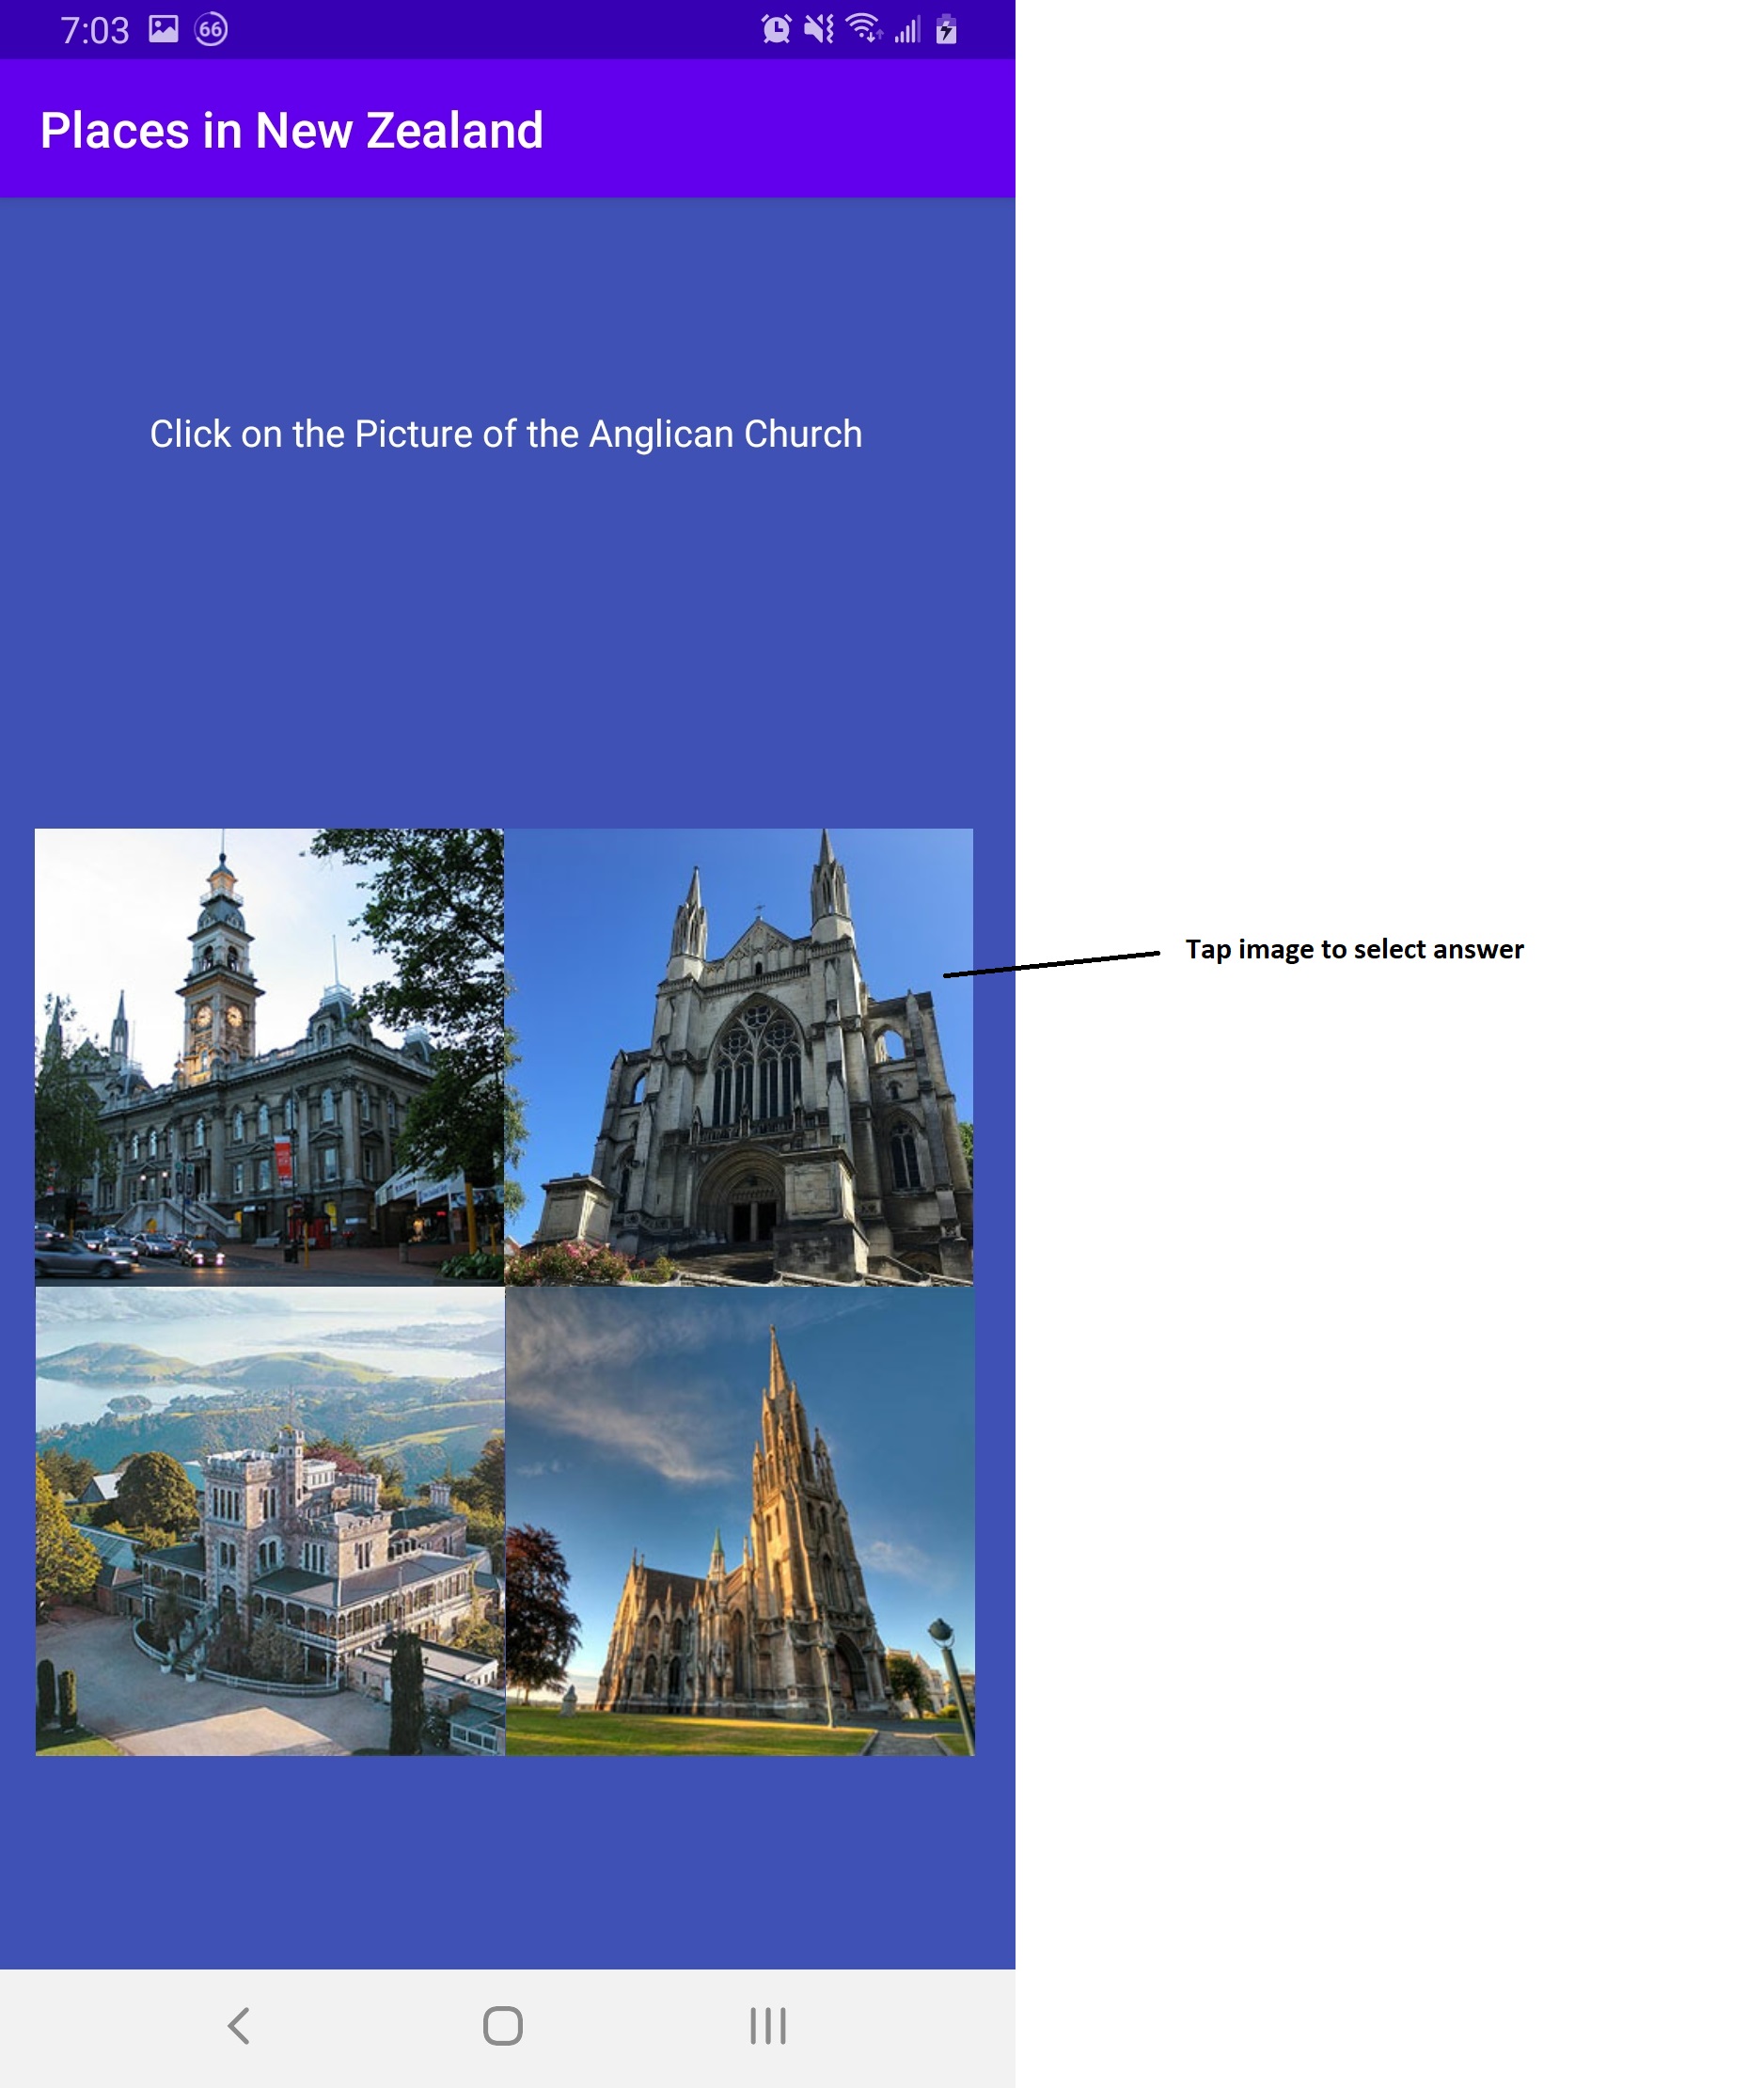 7:03 66
Places in New Zealand
Click on the Picture of the Anglican Church
Tap image to select answer